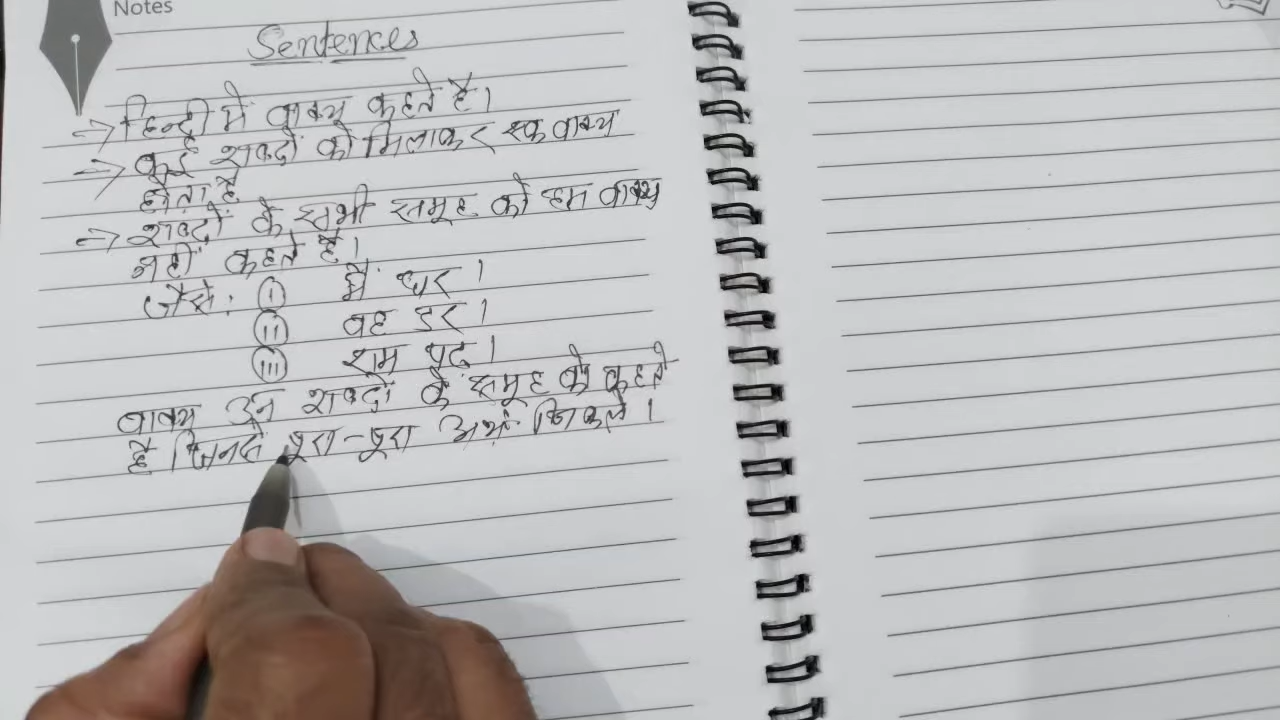 Notes
Sentences
→ हिन्दी में वाक्य कहते है।
→ कई शब्दों को मिलाकर एक वाक्य
होता है
→ शब्दों के सभी समूह को हम वाक्य
नहीं कहते है।
जैसे: (i) मैं घर।
(ii) वह डर।
(iii) राम पढ़।
वाक्य उन शब्दों के समूह को कहते
है जिनसे पूरा-पूरा अर्थ निकले।